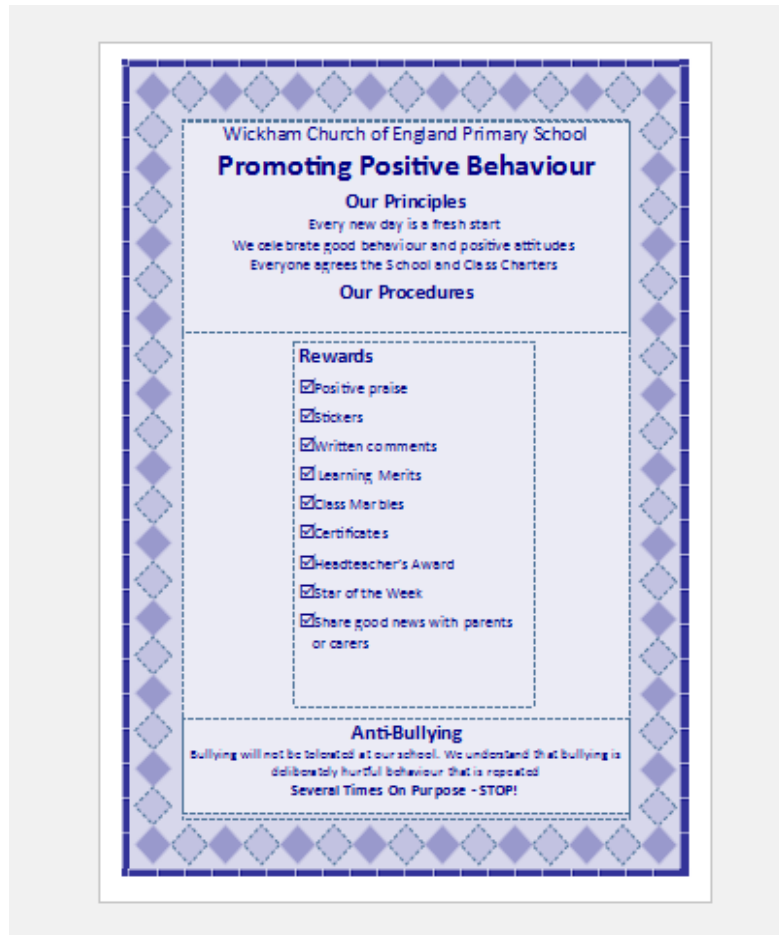 Wickham Church of England Primary School
Promoting Positive Behaviour
Our Principles
Every new day is a fresh start
We celebrate good behaviour and positive attitudes
Everyone agrees the School and Class Charters
Our Procedures
Rewards
☑Positive praise
☑Stickers
☑Written comments
☑Learning Merits
☑Class Marbles
☑Certificates
☑Headteacher's Award
☑Star of the Week
☑Share good news with parents
or carers
Anti-Bullying
Bullying will not be tolerated at our school. We understand that bullying is
deliberately hurtful behaviour that is repeated
Several Times On Purpose - STOP!